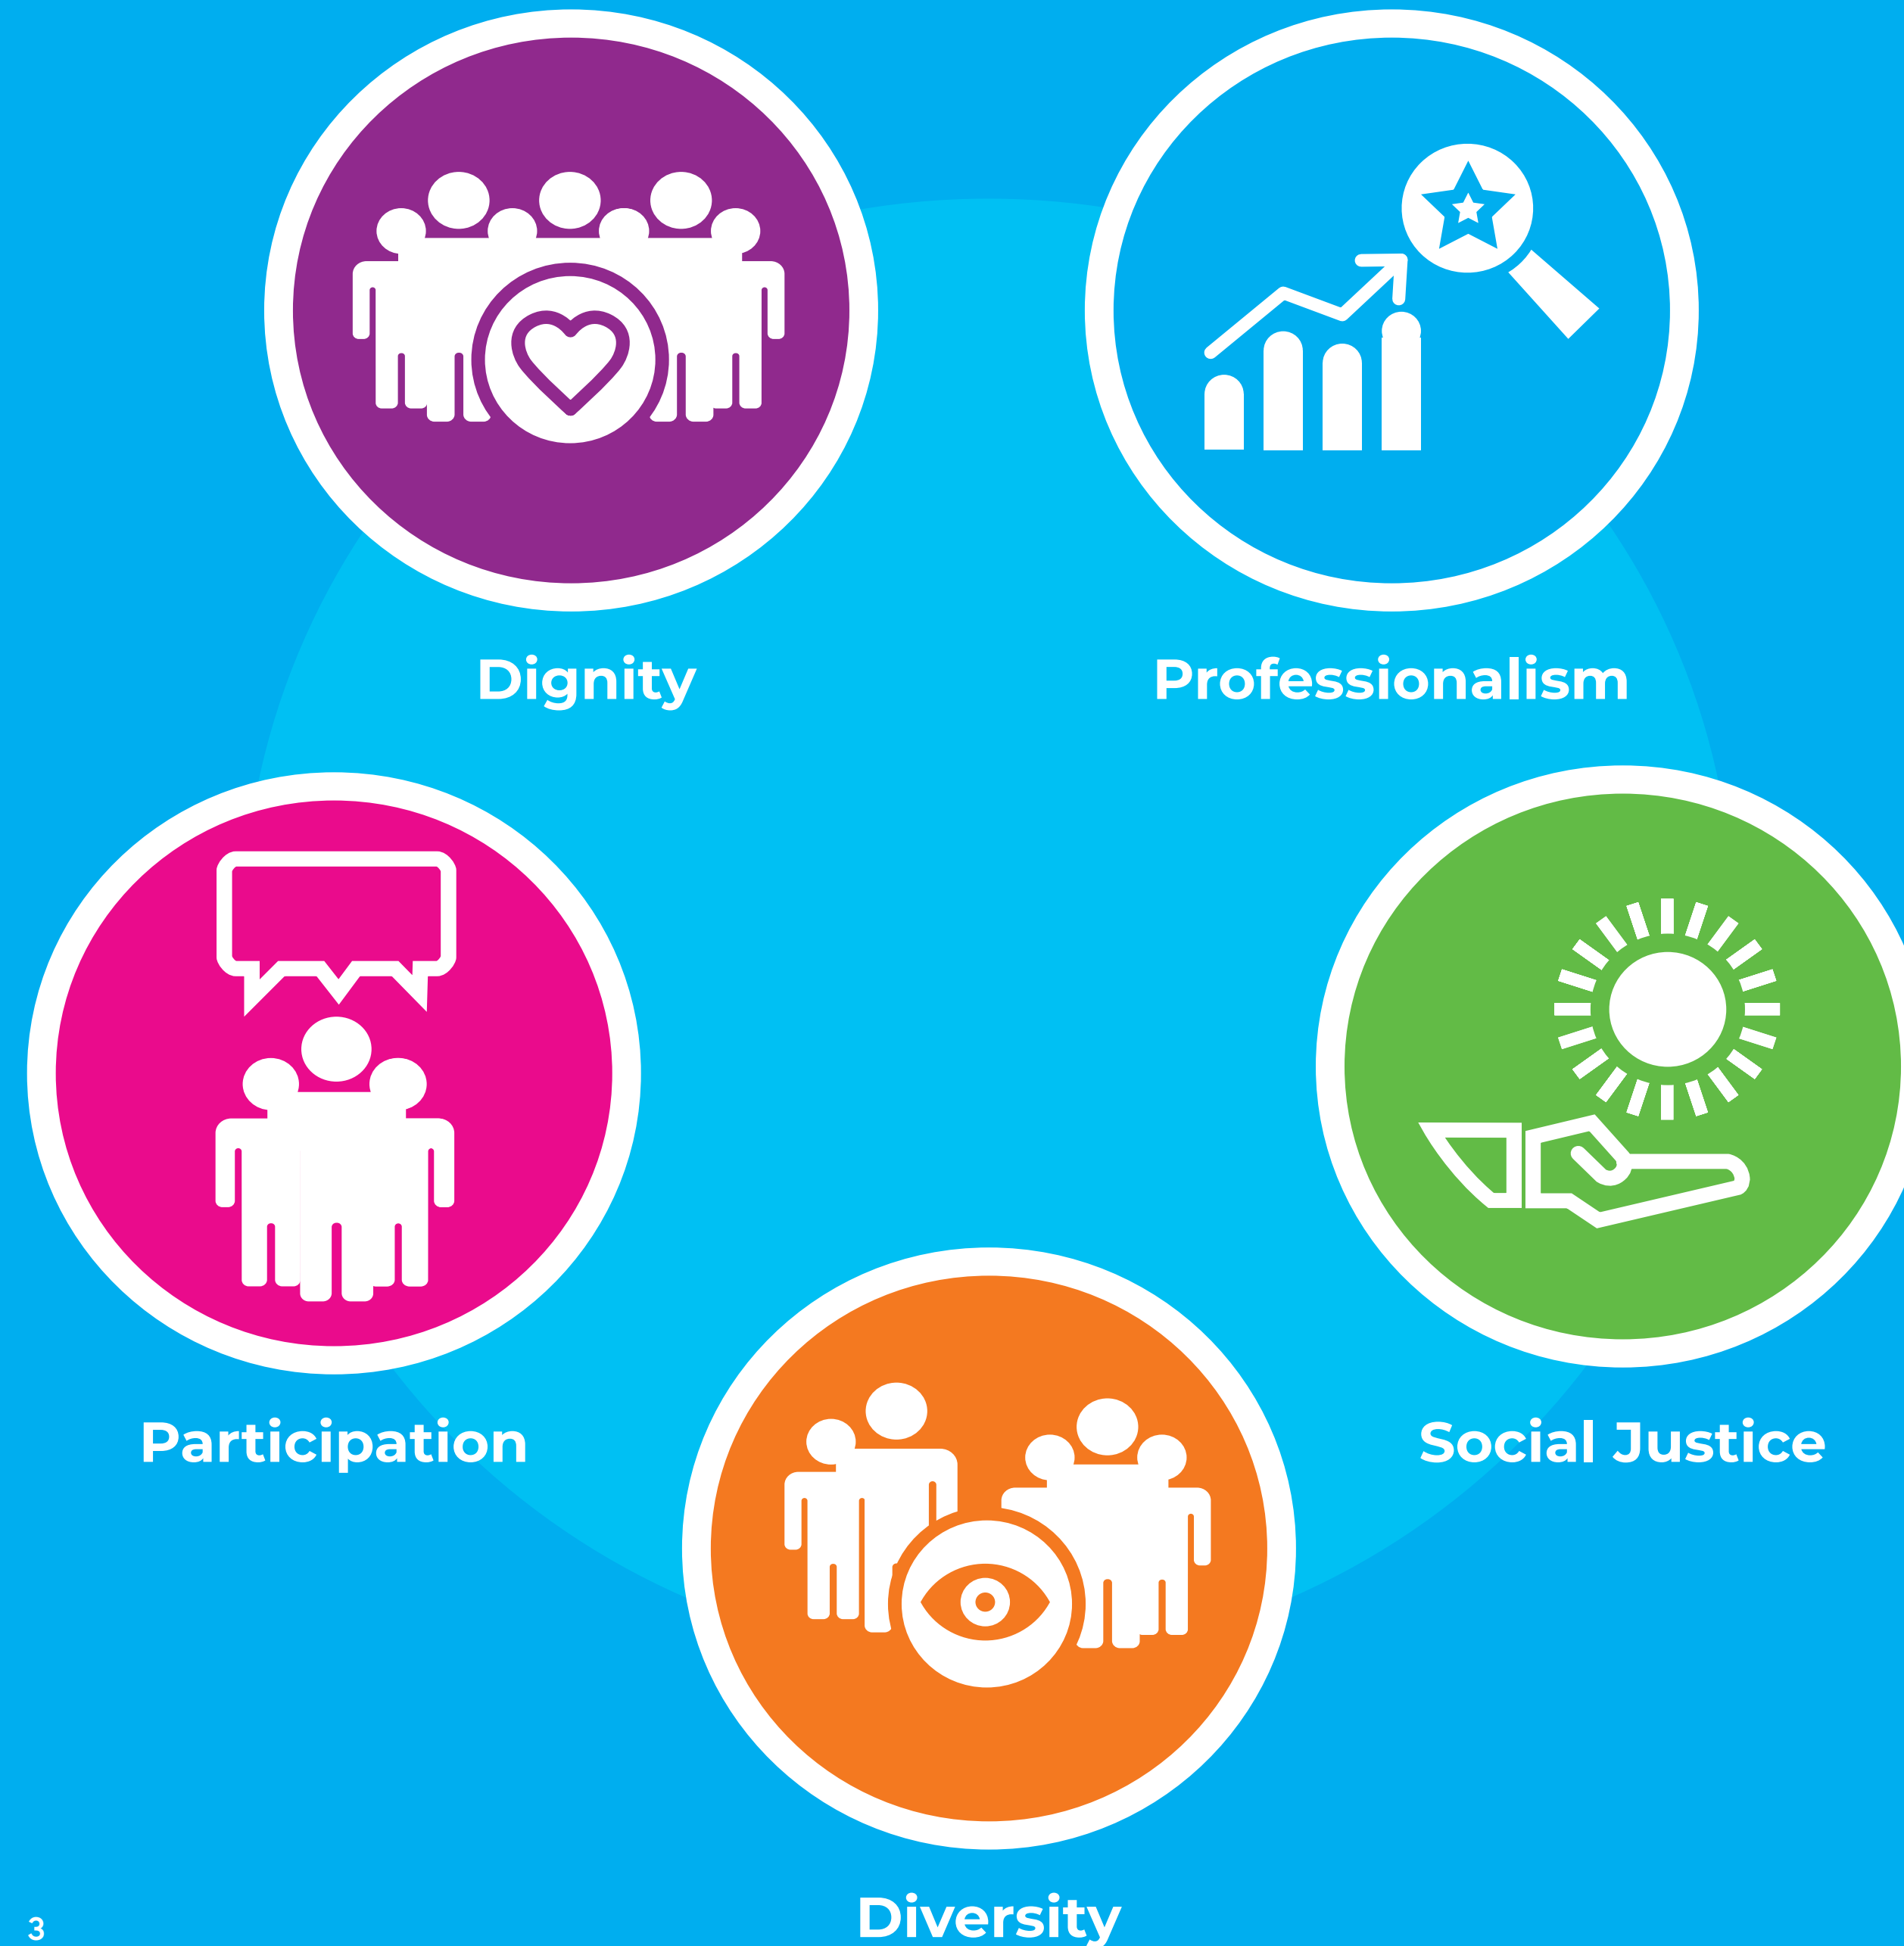 Dignity
Professionalism
Participation
Social Justice
Diversity
3